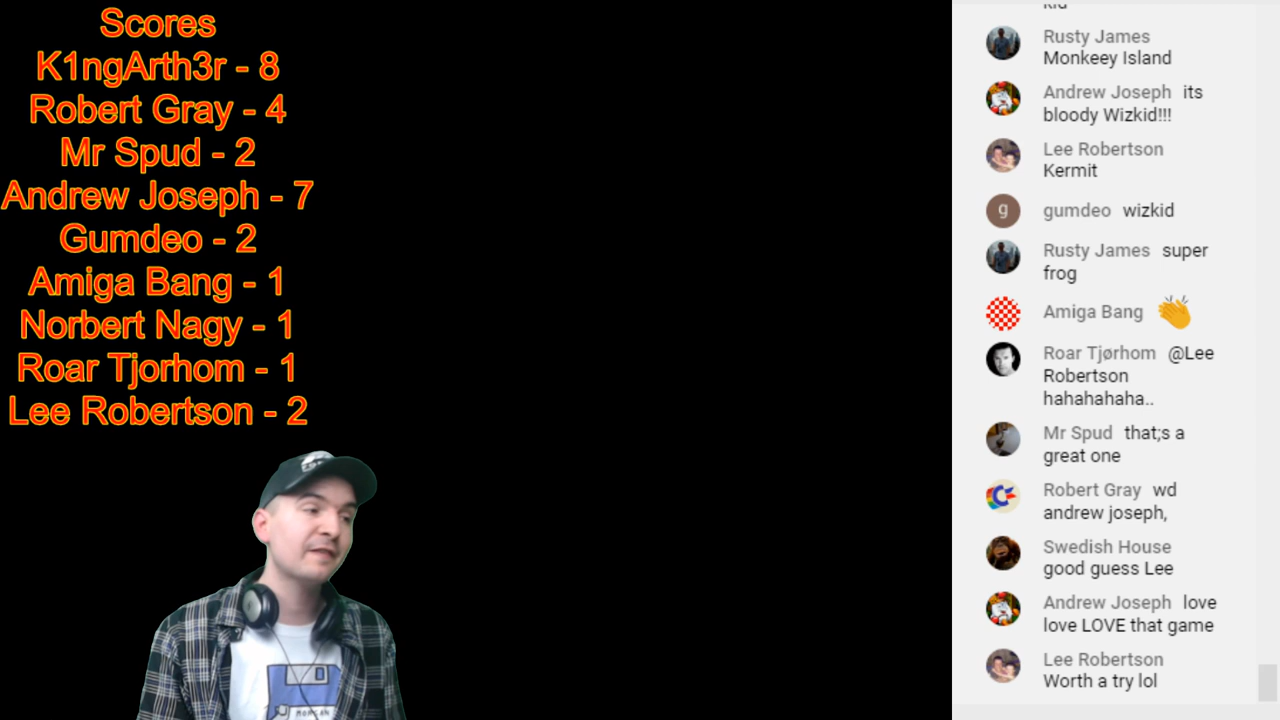 Scores
K1ngArth3r - 8
Robert Gray - 4
Mr Spud - 2
Andrew Joseph - 7
Gumdeo - 2
Amiga Bang - 1
Norbert Nagy - 1
Roar Tjorhom - 1
Lee Robertson - 2
Rusty James
Monkeey Island
Andrew Joseph its
bloody Wizkid!!!
Lee Robertson
Kermit
g gumdeo wizkid
Rusty James super
frog
Amiga Bang
Roar Tjørhom @Lee
Robertson
hahahahaha..
Mr Spud that;s a
great one
Robert Gray wd
andrew joseph,
Swedish House
good guess Lee
Andrew Joseph love
love LOVE that game
Lee Robertson
Worth a try lol